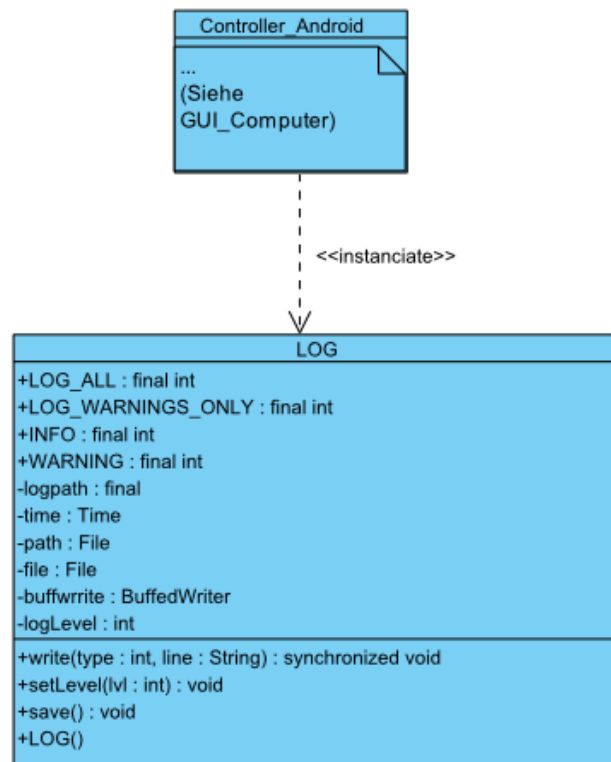 Controller_Android
...
(Siehe
GUI_Computer)
<<instanciate>>
LOG
+LOG_ALL : final int
+LOG_WARNINGS_ONLY : final int
+INFO : final int
+WARNING : final int
-logpath : final
-time : Time
-path : File
-file : File
-buffwrrite : BuffedWriter
-logLevel : int
+write(type : int, line : String) : synchronized void
+setLevel(lvl : int) : void
+save() : void
+LOG()